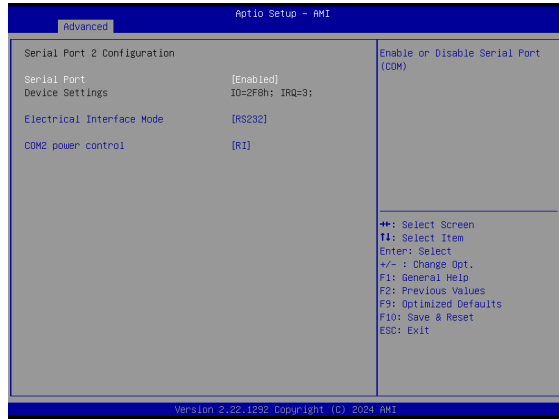 Aptio Setup - AMI
Advanced
Serial Port 2 Configuration
Serial Port [Enabled]
Device Settings IO=2F8h; IRQ=3;
Electrical Interface Mode [RS232]
COM2 power control [RI]
Enable or Disable Serial Port
(COM)
→←: Select Screen
↑↓: Select Item
Enter: Select
+/- : Change Opt.
F1: General Help
F2: Previous Values
F9: Optimized Defaults
F10: Save & Reset
ESC: Exit
Version 2.22.1292 Copyright (C) 2024 AMI